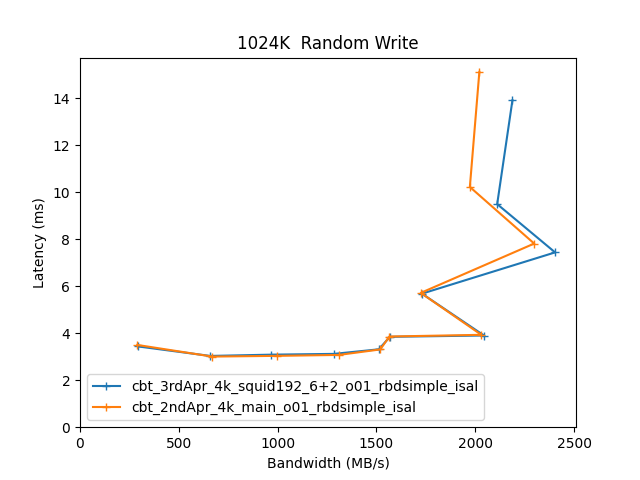 1024K  Random Write
Latency (ms)
14
12
10
8
6
4
2
0
cbt_3rdApr_4k_squid192_6+2_o01_rbdsimple_isal
cbt_2ndApr_4k_main_o01_rbdsimple_isal
0 500 1000 1500 2000 2500
Bandwidth (MB/s)